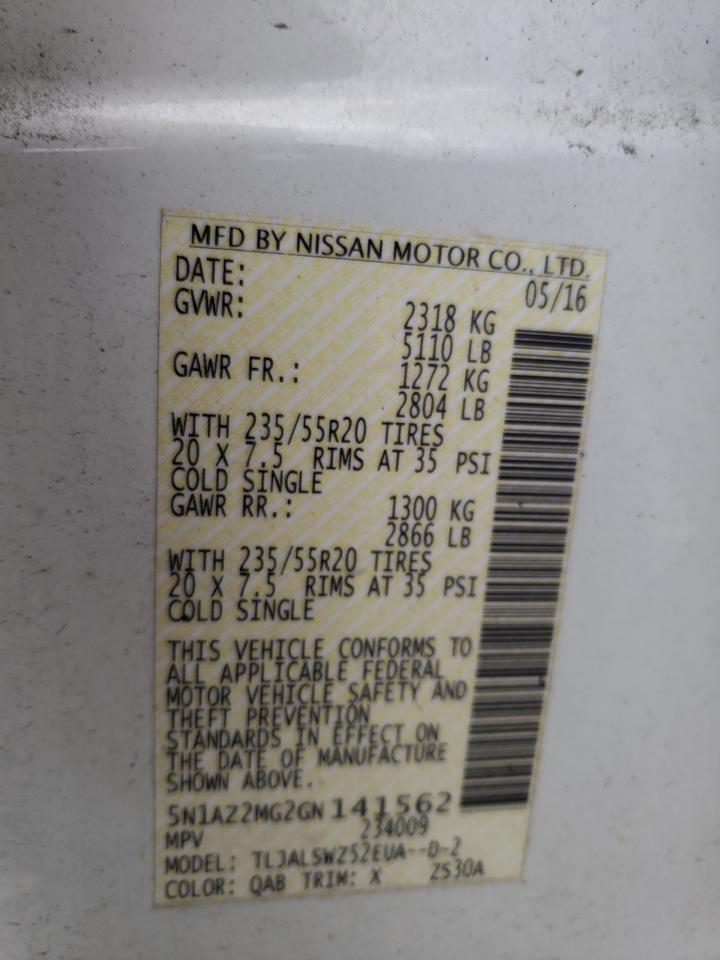 MFD BY NISSAN MOTOR CO., LTD.
DATE: 05/16
GVWR: 2318 KG
5110 LB
GAWR FR.: 1272 KG
2804 LB
WITH 235/55R20 TIRES
20 X 7.5 RIMS AT 35 PSI
COLD SINGLE
GAWR RR.: 1300 KG
2866 LB
WITH 235/55R20 TIRES
20 X 7.5 RIMS AT 35 PSI
COLD SINGLE
THIS VEHICLE CONFORMS TO
ALL APPLICABLE FEDERAL
MOTOR VEHICLE SAFETY AND
THEFT PREVENTION
STANDARDS IN EFFECT ON
THE DATE OF MANUFACTURE
SHOWN ABOVE.
5N1AZ2MG2GN141562
MPV 234009
MODEL: TLJALSWZ52EUA--D-2
COLOR: QAB TRIM: X ZS30A